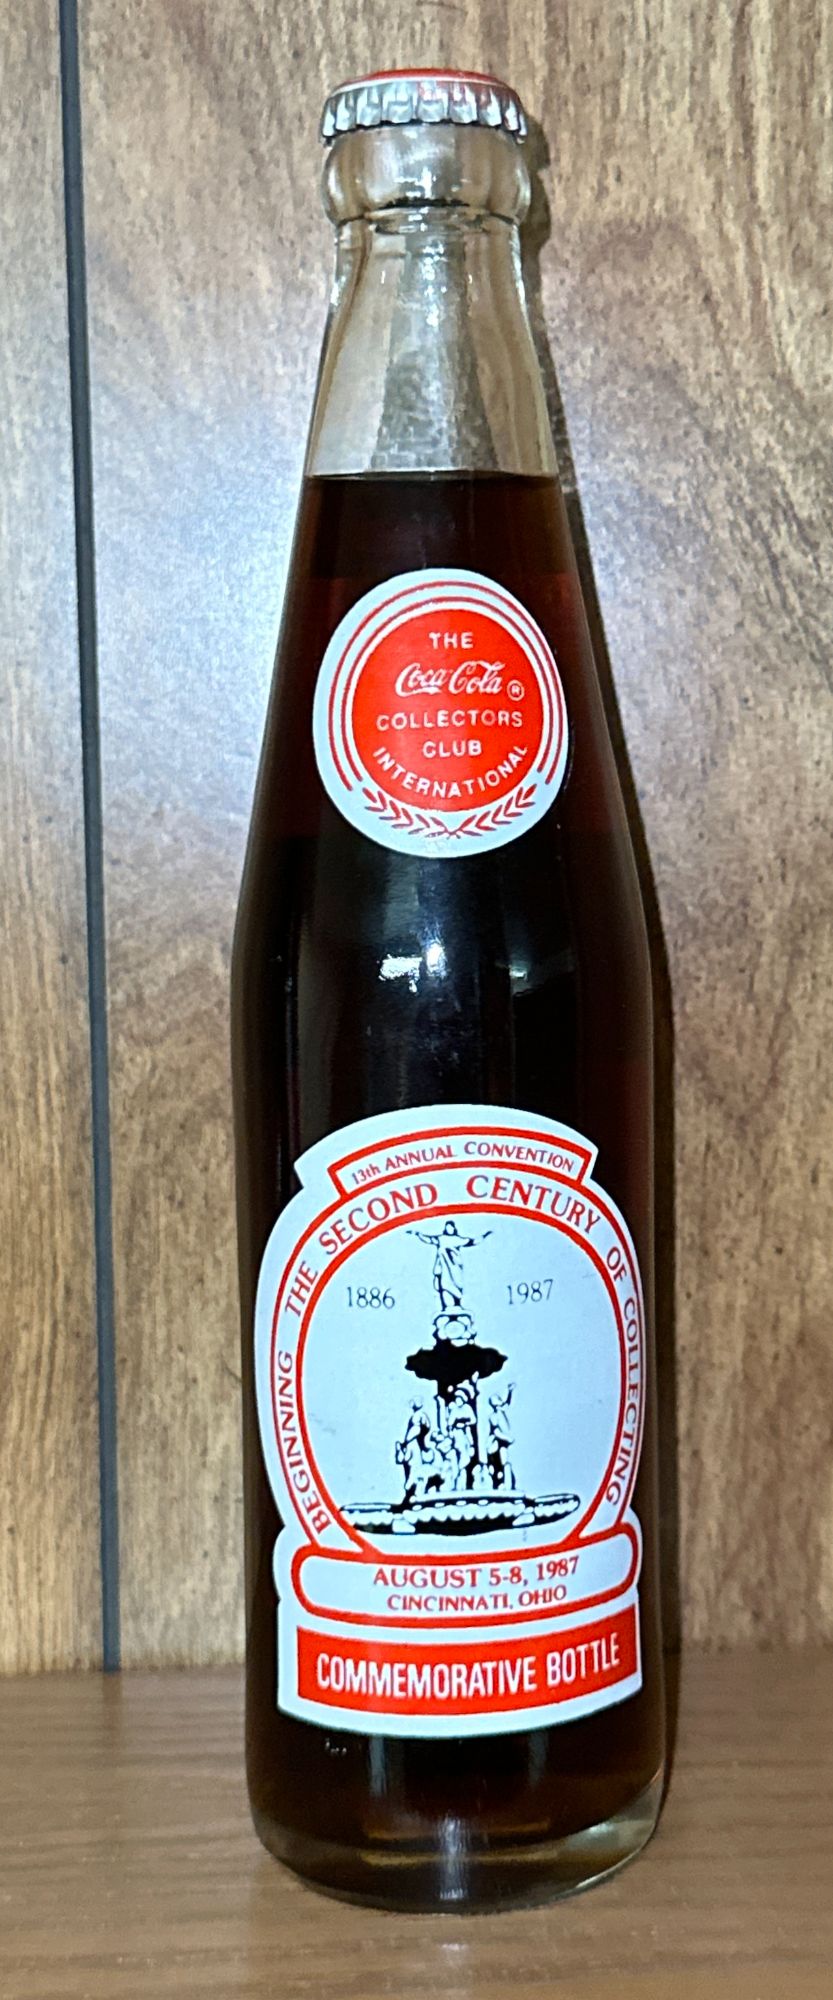 THE
Coca-Cola ®
COLLECTORS
CLUB
INTERNATIONAL
13th ANNUAL CONVENTION
BEGINNING THE SECOND CENTURY OF COLLECTING
1886 1987
AUGUST 5-8, 1987
CINCINNATI, OHIO
COMMEMORATIVE BOTTLE